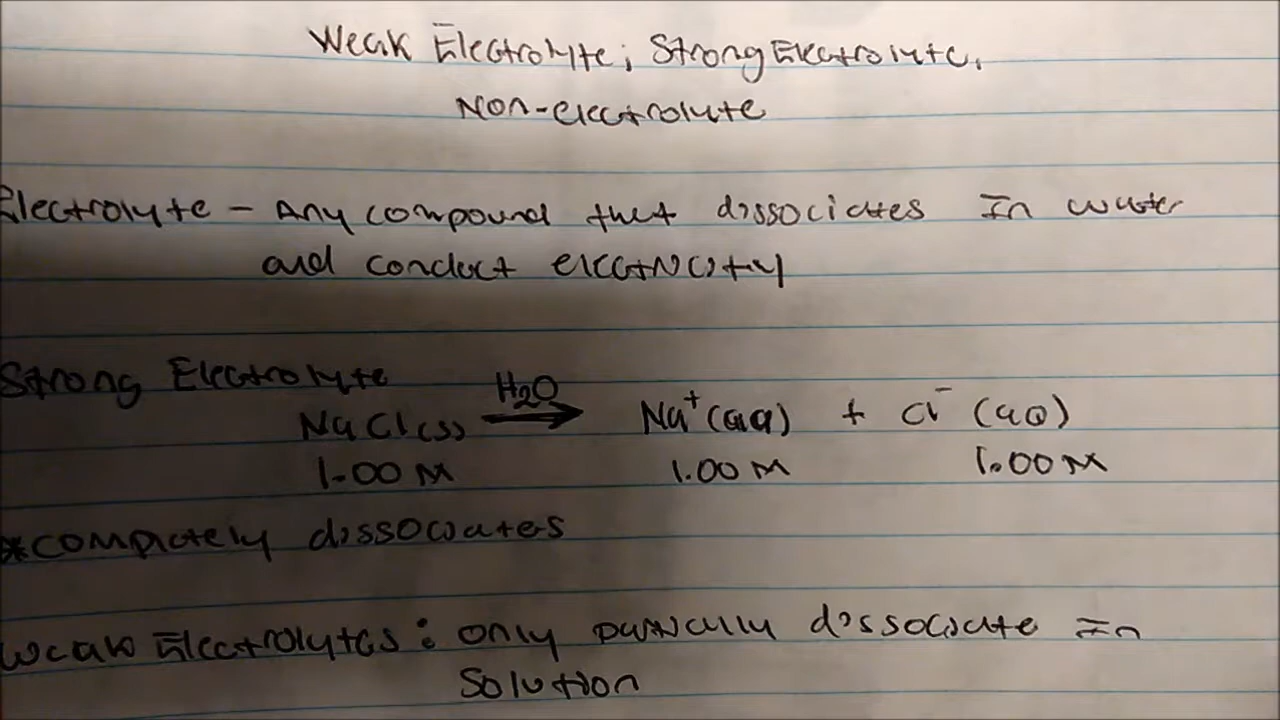 Weak Electrolyte; Strong Electrolyte,
Non-electrolyte
Electrolyte - Any compound that dissociates In water
and conduct electricity
Strong Electrolyte
NaCl(s) H2O→ Na⁺(aq) + Cl⁻(aq)
1.00 M 1.00 M 1.00 M
*completely dissociates
Weak Electrolytes: only partially dissociate In
Solution